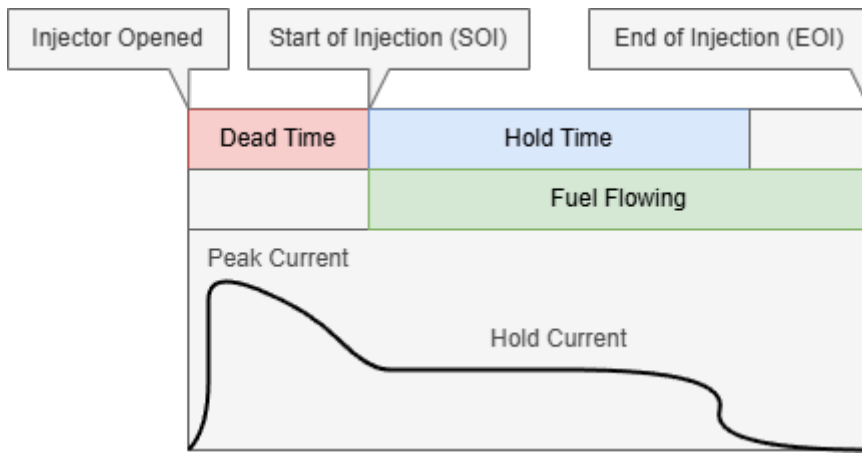 Injector Opened
Start of Injection (SOI)
End of Injection (EOI)
Dead Time
Hold Time
Fuel Flowing
Peak Current
Hold Current